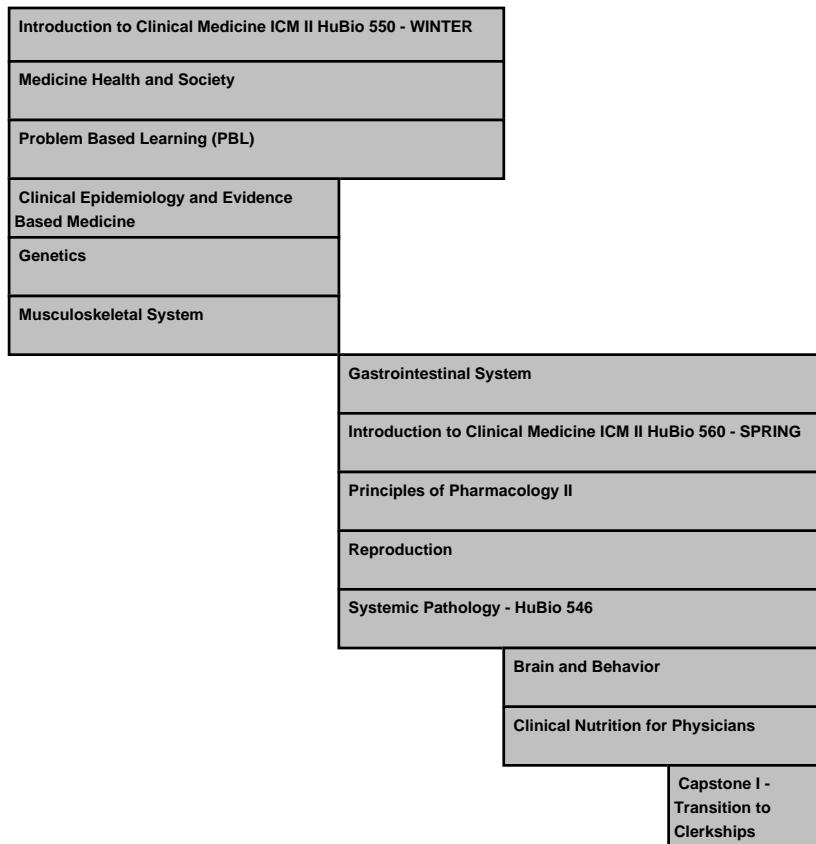 Introduction to Clinical Medicine ICM II HuBio 550 - WINTER
Medicine Health and Society
Problem Based Learning (PBL)
Clinical Epidemiology and Evidence
Based Medicine
Genetics
Musculoskeletal System
Gastrointestinal System
Introduction to Clinical Medicine ICM II HuBio 560 - SPRING
Principles of Pharmacology II
Reproduction
Systemic Pathology - HuBio 546
Brain and Behavior
Clinical Nutrition for Physicians
Capstone I -
Transition to
Clerkships